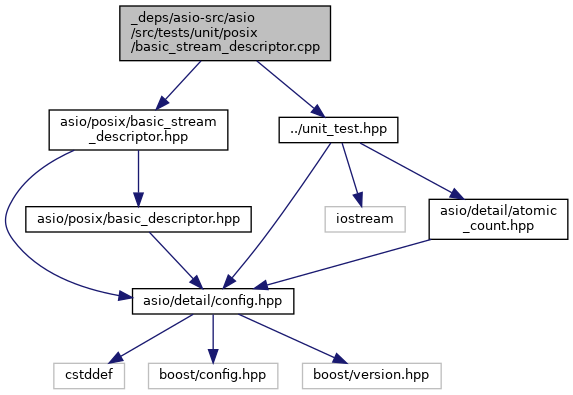 _deps/asio-src/asio
/src/tests/unit/posix
/basic_stream_descriptor.cpp
asio/posix/basic_stream
_descriptor.hpp
../unit_test.hpp
asio/posix/basic_descriptor.hpp
iostream
asio/detail/atomic
_count.hpp
asio/detail/config.hpp
cstddef
boost/config.hpp
boost/version.hpp